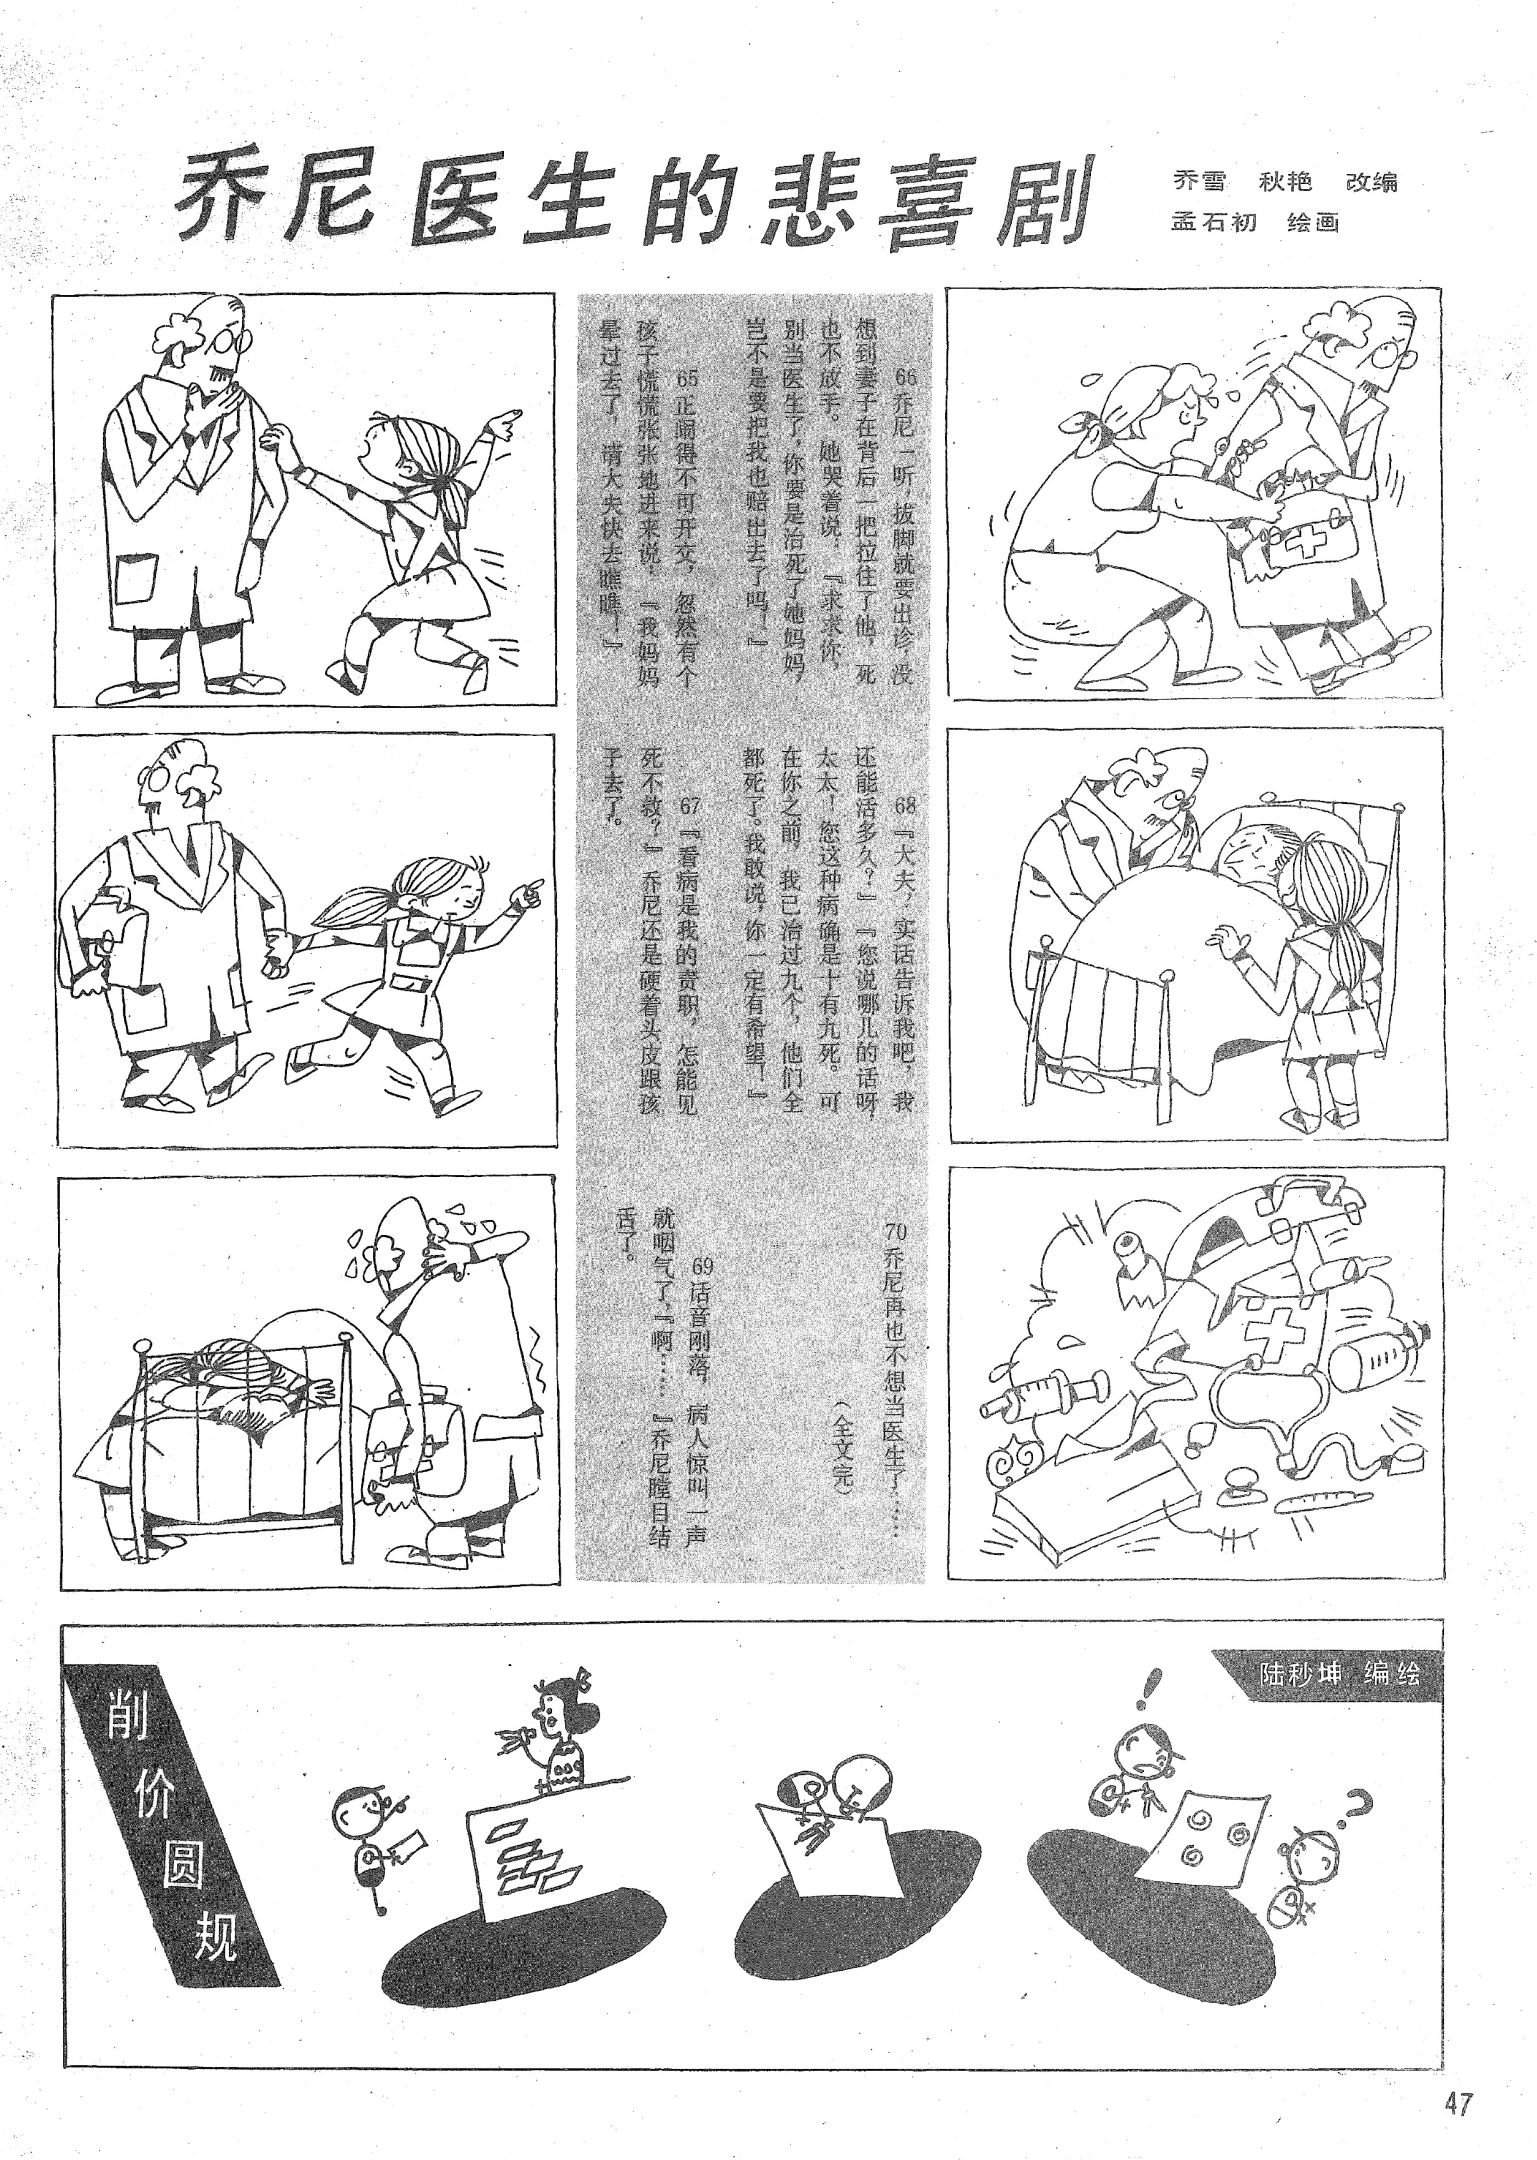 乔尼医生的悲喜剧
乔雪 秋艳 改编
孟石初 绘画
65正闹得不可开交，忽然有个
孩子慌慌张张地进来说：『我妈妈
晕过去了，请大夫快去瞧瞧！』
66乔尼一听，拔脚就要出诊，没
想到妻子在背后一把拉住了他，死
也不放手。她哭着说：『求求你，
别当医生了，你要是治死了她妈妈，
岂不是要把我也赔出去了吗！』
67『看病是我的责职，怎能见
死不救？』乔尼还是硬着头皮跟孩
子去了。
68『大夫，实话告诉我吧，我
还能活多久？』『您说哪儿的话呀，
太太！您这种病确是十有九死。可
在你之前，我已治过九个，他们全
都死了。我敢说，你一定有希望！』
69话音刚落，病人惊叫一声
就咽气了，『啊……』乔尼瞠目结
舌了。
70乔尼再也不想当医生了……
（全文完）
削价圆规
陆秒坤 编绘
!
?
47